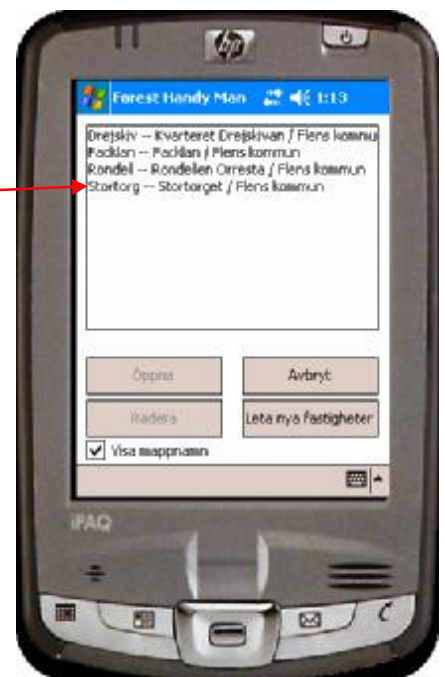 hp
Forest Handy Man 1:13
Drejskiv -- Kvarteret Drejskivan / Flens kommu
Facklan -- Facklan / Flens kommun
Rondell -- Rondellen Orresta / Flens kommun
Stortorg -- Stortorget / Flens kommun
Öppna Avbryt
Radera Leta nya fastigheter
Visa mappnamn
iPAQ